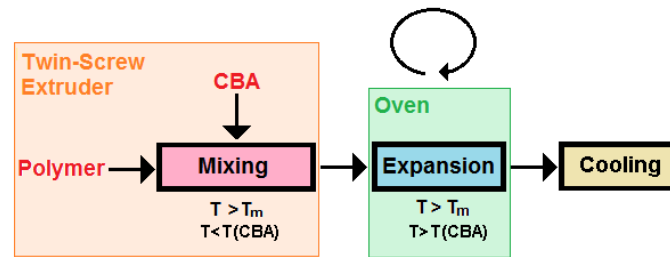 Twin-Screw
Extruder
CBA
Oven
Polymer
Mixing
Expansion
Cooling
T > Tm
T< T(CBA)
T > Tm
T> T(CBA)